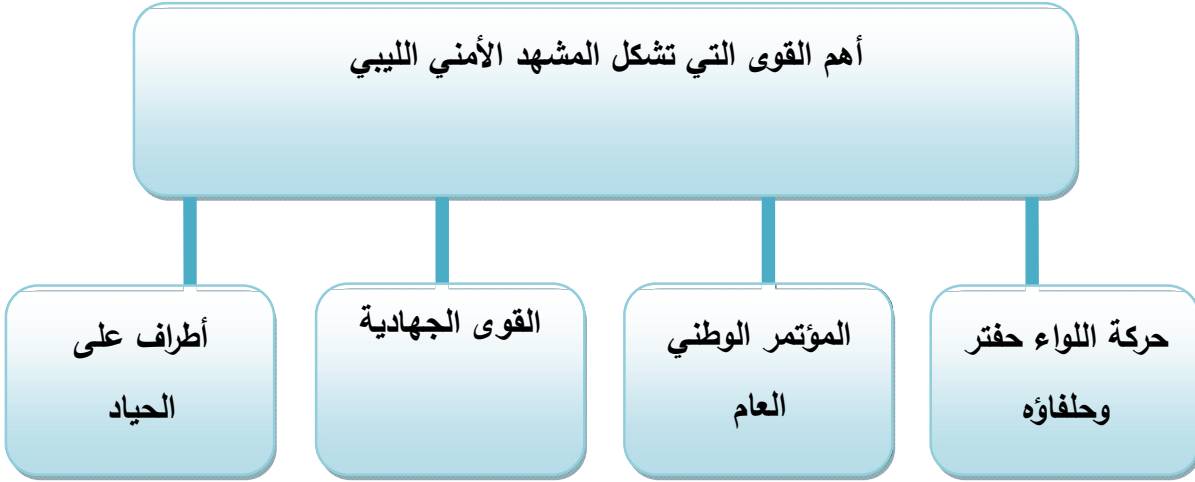 أهم القوى التي تشكل المشهد الأمني الليبي
حركة اللواء حفتر
وحلفاؤه
المؤتمر الوطني
العام
القوى الجهادية
أطراف على
الحياد